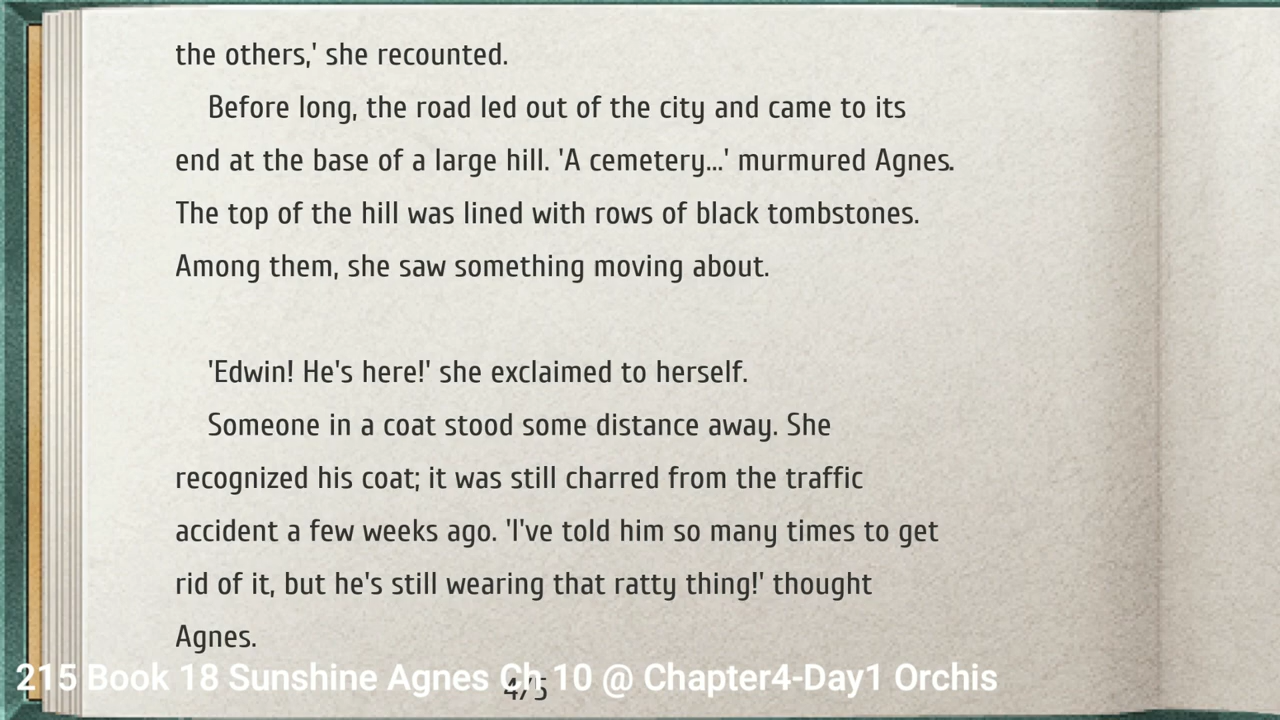 the others,' she recounted.
Before long, the road led out of the city and came to its
end at the base of a large hill. 'A cemetery...' murmured Agnes.
The top of the hill was lined with rows of black tombstones.
Among them, she saw something moving about.
'Edwin! He's here!' she exclaimed to herself.
Someone in a coat stood some distance away. She
recognized his coat; it was still charred from the traffic
accident a few weeks ago. 'I've told him so many times to get
rid of it, but he's still wearing that ratty thing!' thought
Agnes.
215 Book 18 Sunshine Agnes Ch 10 @ Chapter4-Day1 Orchis
4/5